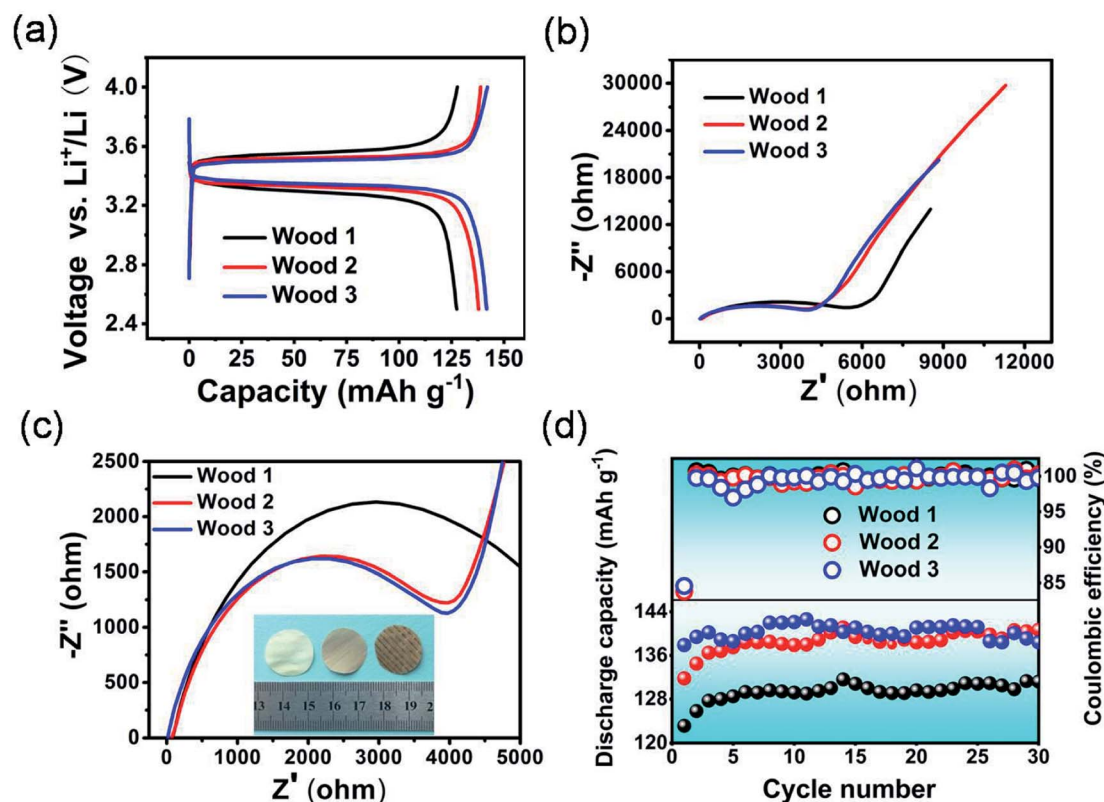 (a)
Voltage vs. Li⁺/Li (V)
4.0
3.6
3.2
2.8
2.4
Wood 1
Wood 2
Wood 3
0 25 50 75 100 125 150
Capacity (mAh g⁻¹)
(b)
-Z'' (ohm)
30000
24000
18000
12000
6000
0
Wood 1
Wood 2
Wood 3
0 3000 6000 9000 12000
Z' (ohm)
(c)
-Z'' (ohm)
2500
2000
1500
1000
500
0
Wood 1
Wood 2
Wood 3
13 14 15 16 17 18 19 2
0 1000 2000 3000 4000 5000
Z' (ohm)
(d)
Discharge capacity (mAh g⁻¹)
144
136
128
120
Wood 1
Wood 2
Wood 3
100
95
90
85
Coulombic efficiency (%)
0 5 10 15 20 25 30
Cycle number